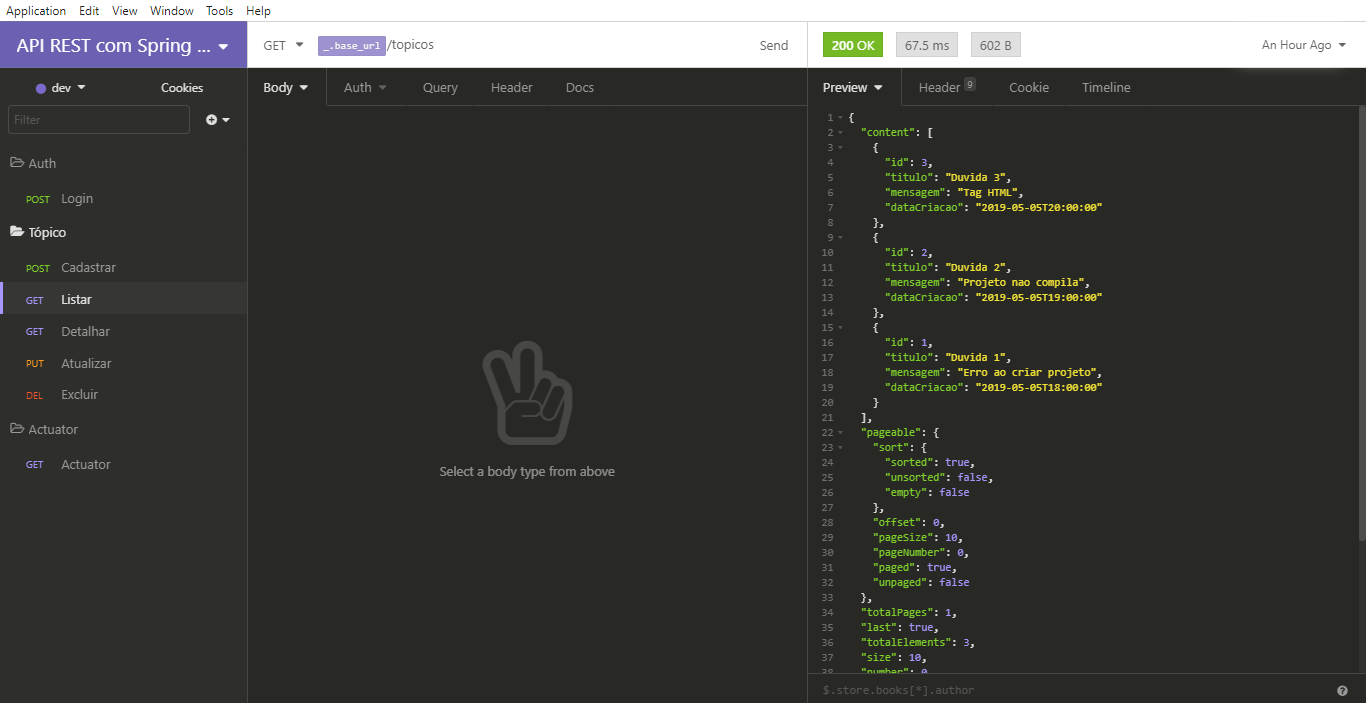 Application Edit View Window Tools Help
API REST com Spring ...
GET _.base_url/topicos Send
200 OK 67.5 ms 602 B An Hour Ago
dev Cookies
Filter
Auth
POST Login
Tópico
POST Cadastrar
GET Listar
GET Detalhar
PUT Atualizar
DEL Excluir
Actuator
GET Actuator
Body Auth Query Header Docs
Select a body type from above
Preview Header 9 Cookie Timeline
1 {
2 "content": [
3 {
4 "id": 3,
5 "titulo": "Duvida 3",
6 "mensagem": "Tag HTML",
7 "dataCriacao": "2019-05-05T20:00:00"
8 },
9 {
10 "id": 2,
11 "titulo": "Duvida 2",
12 "mensagem": "Projeto nao compila",
13 "dataCriacao": "2019-05-05T19:00:00"
14 },
15 {
16 "id": 1,
17 "titulo": "Duvida 1",
18 "mensagem": "Erro ao criar projeto",
19 "dataCriacao": "2019-05-05T18:00:00"
20 }
21 ],
22 "pageable": {
23 "sort": {
24 "sorted": true,
25 "unsorted": false,
26 "empty": false
27 },
28 "offset": 0,
29 "pageSize": 10,
30 "pageNumber": 0,
31 "paged": true,
32 "unpaged": false
33 },
34 "totalPages": 1,
35 "last": true,
36 "totalElements": 3,
37 "size": 10,
38 "number": 0
$.store.books[*].author